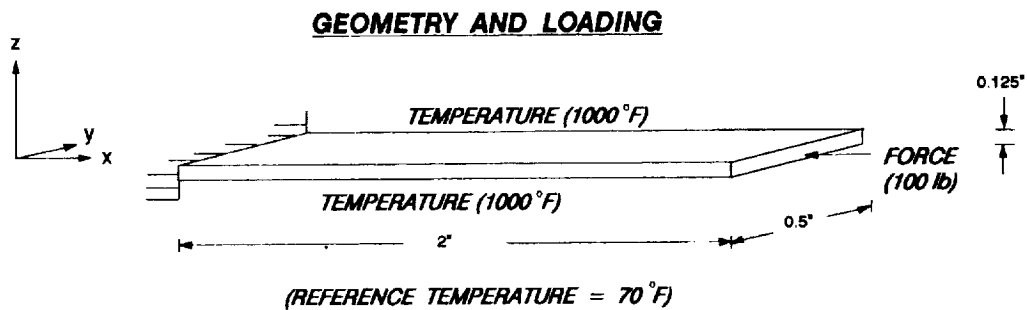 GEOMETRY AND LOADING
z
0.125"
TEMPERATURE (1000°F)
y
x
FORCE
(100 lb)
TEMPERATURE (1000°F)
0.5"
2"
(REFERENCE TEMPERATURE = 70°F)